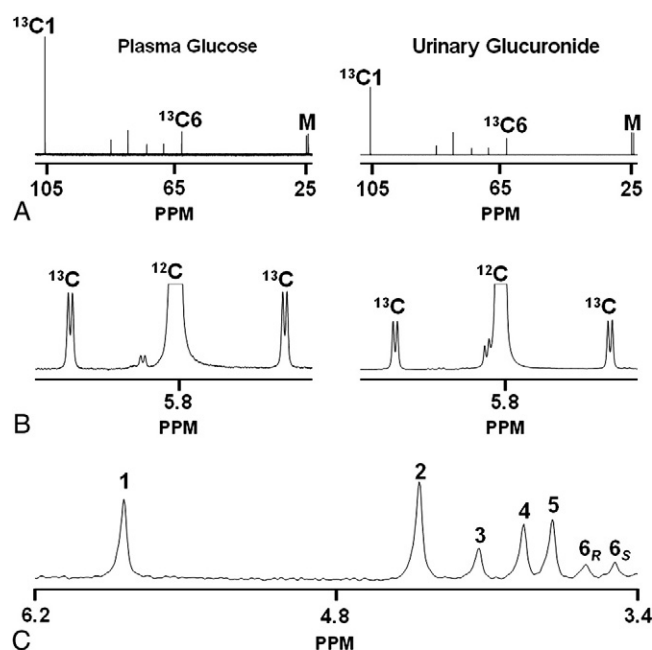 Plasma Glucose
¹³C1
¹³C6
M
105 65 25
PPM
Urinary Glucuronide
¹³C1
¹³C6
M
105 65 25
PPM
A
¹³C ¹²C ¹³C
5.8
PPM
¹³C ¹²C ¹³C
5.8
PPM
B
1 2 3 4 5 6R 6S
6.2 4.8 3.4
PPM
C